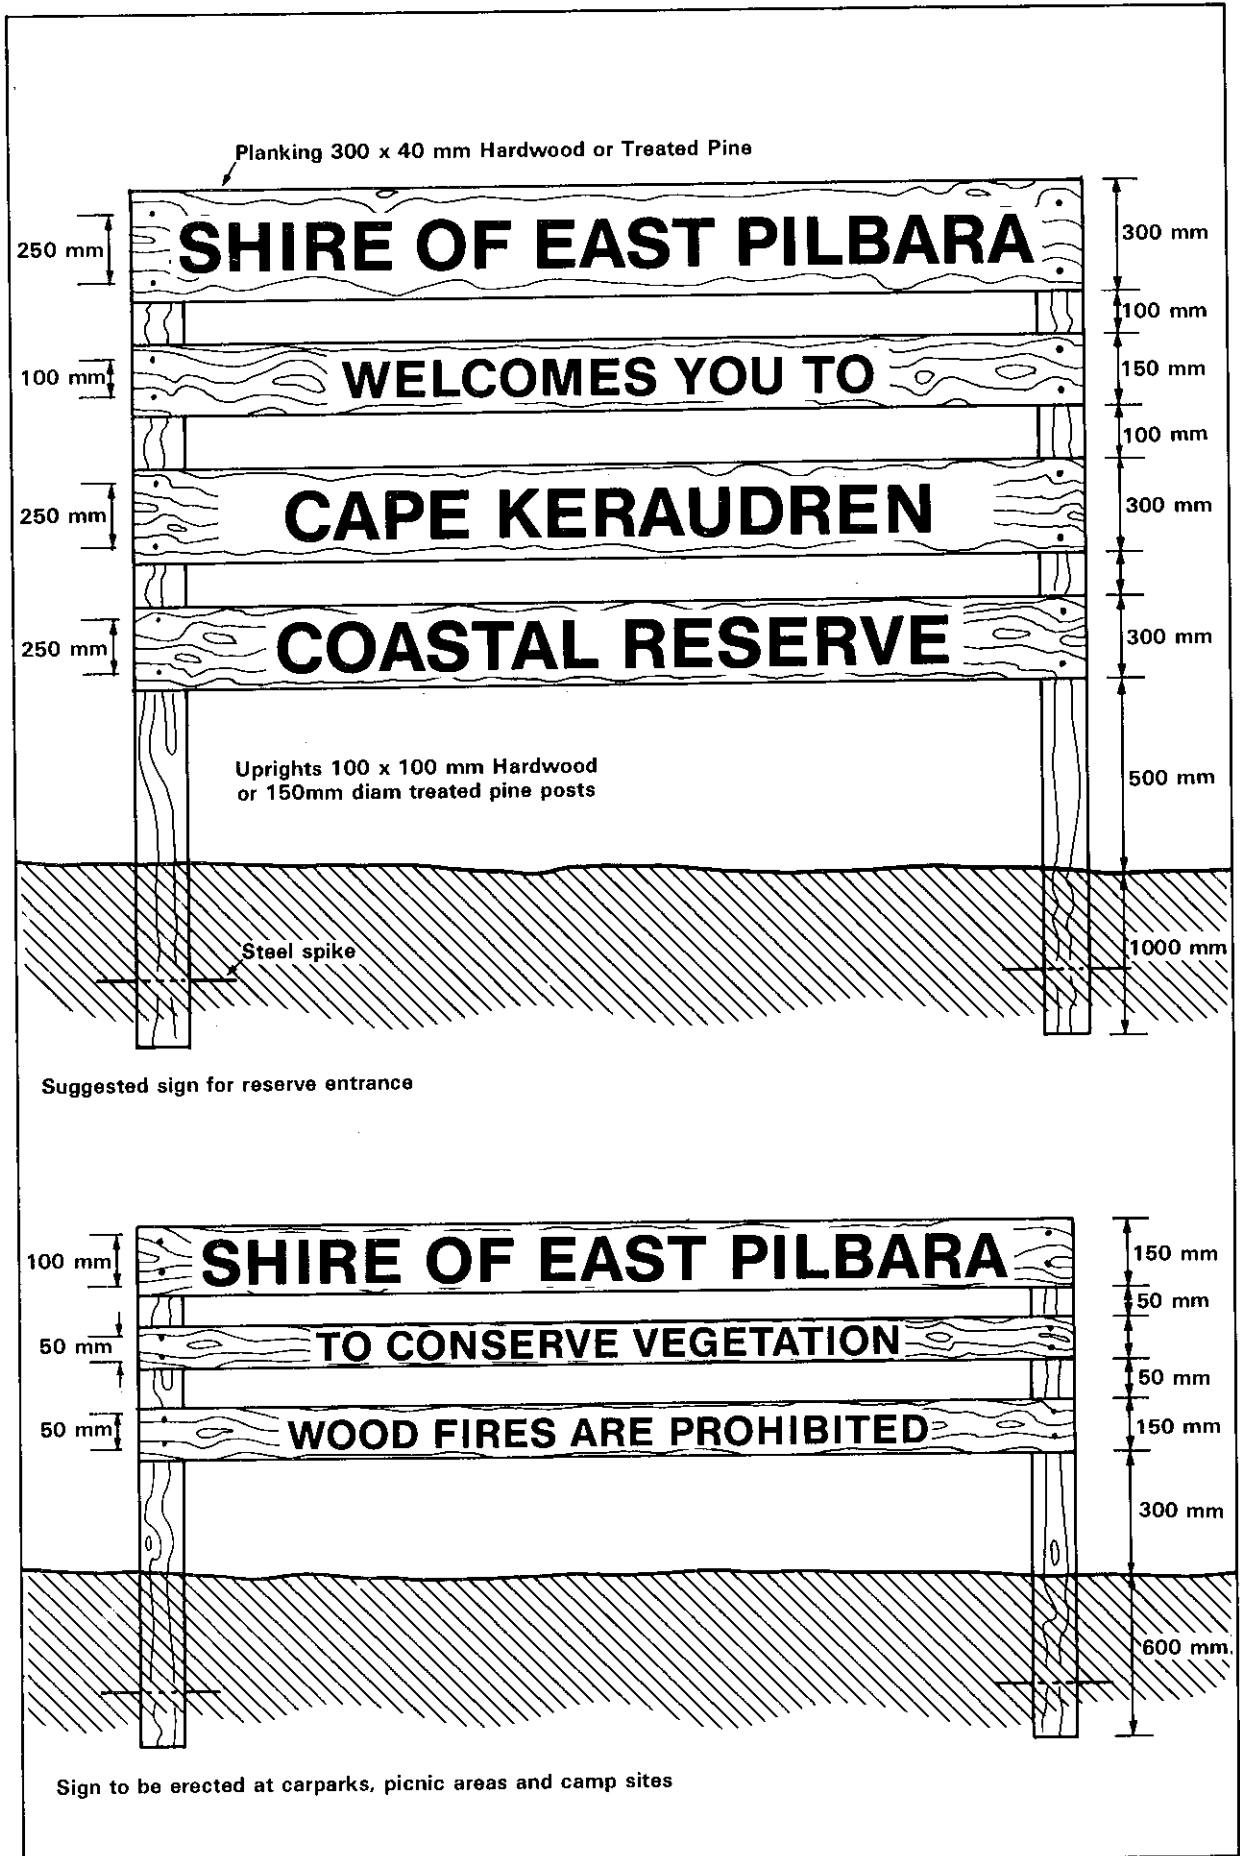 Planking 300 x 40 mm Hardwood or Treated Pine
SHIRE OF EAST PILBARA
250 mm
300 mm
100 mm
WELCOMES YOU TO
100 mm
150 mm
100 mm
CAPE KERAUDREN
250 mm
300 mm
COASTAL RESERVE
250 mm
300 mm
Uprights 100 x 100 mm Hardwood
or 150mm diam treated pine posts
500 mm
Steel spike
1000 mm
Suggested sign for reserve entrance
SHIRE OF EAST PILBARA
100 mm
150 mm
50 mm
TO CONSERVE VEGETATION
50 mm
50 mm
WOOD FIRES ARE PROHIBITED
50 mm
150 mm
300 mm
600 mm.
Sign to be erected at carparks, picnic areas and camp sites